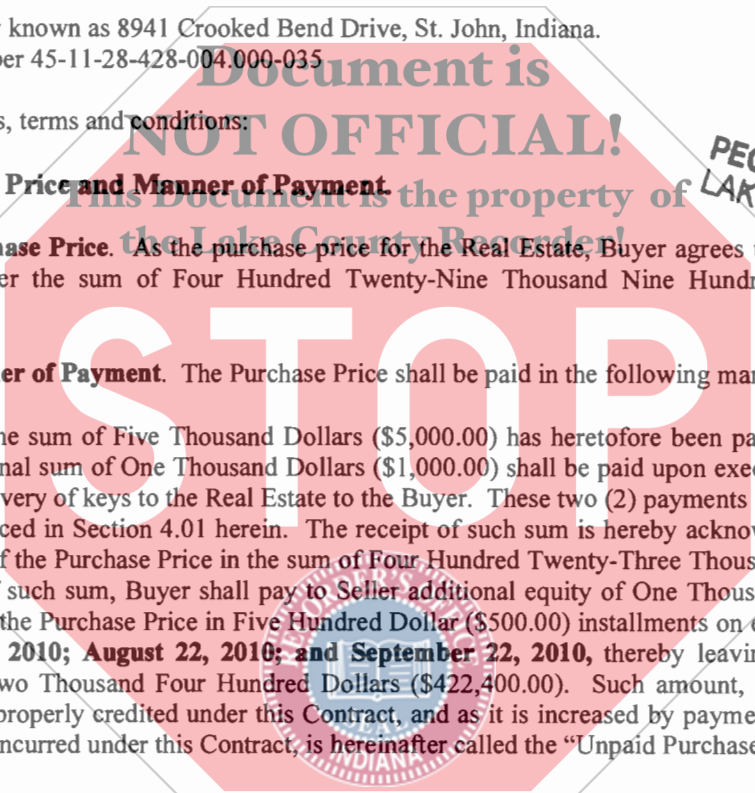 known as 8941 Crooked Bend Drive, St. John, Indiana.
er 45-11-28-428-004.000-035
Document is
s, terms and conditions:
NOT OFFICIAL!
Price and Manner of Payment.
This Document is the property of
the Lake County Recorder!
ase Price. As the purchase price for the Real Estate, Buyer agrees
er the sum of Four Hundred Twenty-Nine Thousand Nine Hundr
STOP
er of Payment. The Purchase Price shall be paid in the following man
ne sum of Five Thousand Dollars ($5,000.00) has heretofore been pa
nal sum of One Thousand Dollars ($1,000.00) shall be paid upon exec
very of keys to the Real Estate to the Buyer. These two (2) payments
ced in Section 4.01 herein. The receipt of such sum is hereby acknow
f the Purchase Price in the sum of Four Hundred Twenty-Three Thous
such sum, Buyer shall pay to Seller additional equity of One Thous
the Purchase Price in Five Hundred Dollar ($500.00) installments on
2010; August 22, 2010; and September 22, 2010, thereby leavin
wo Thousand Four Hundred Dollars ($422,400.00). Such amount,
properly credited under this Contract, and as it is increased by payme
ncurred under this Contract, is hereinafter called the “Unpaid Purchase
RECORDER'S OFFICE
SEAL
INDIANA